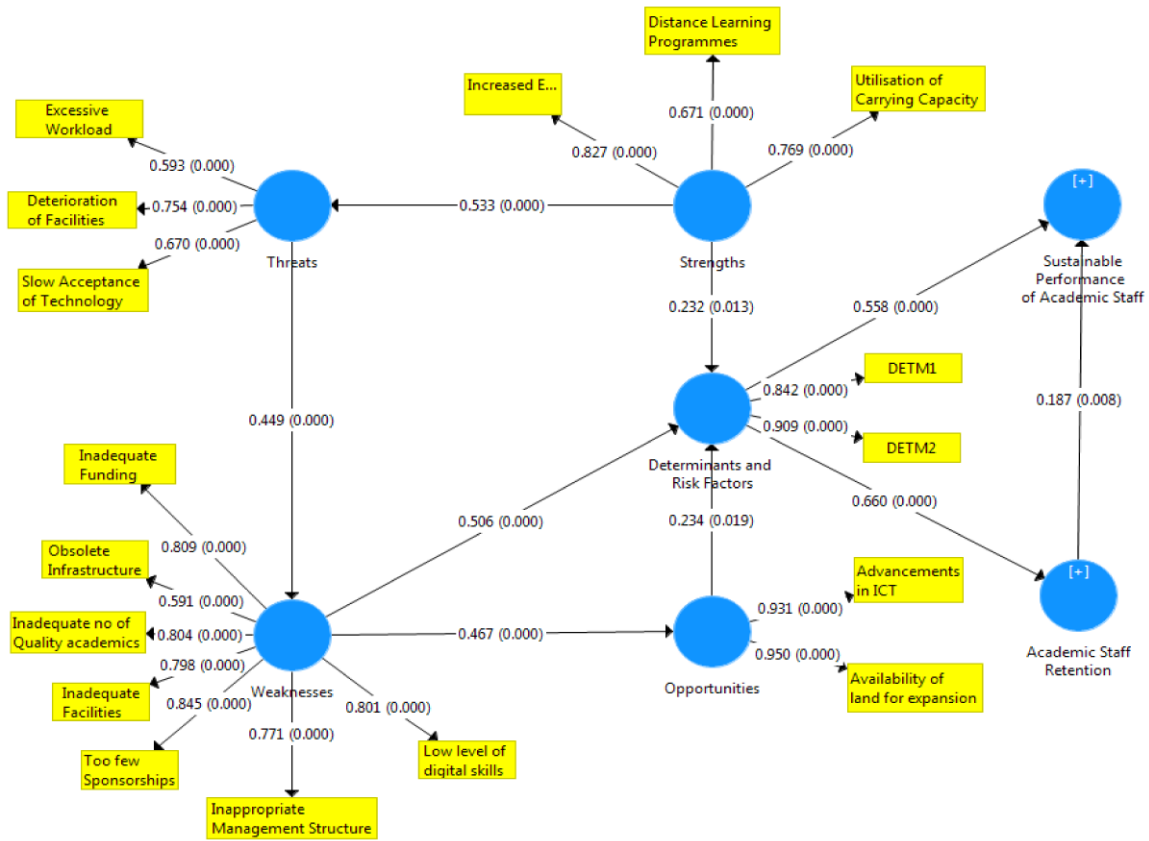 Distance Learning
Programmes
Increased E...
Utilisation of
Carrying Capacity
Excessive
Workload
0.671 (0.000)
0.827 (0.000)
0.769 (0.000)
0.593 (0.000)
Deterioration
of Facilities
0.754 (0.000)
0.533 (0.000)
[+]
0.670 (0.000)
Slow Acceptance
of Technology
Threats
Strengths
Sustainable
Performance
of Academic Staff
0.232 (0.013)
0.558 (0.000)
0.842 (0.000)
DETM1
0.187 (0.008)
0.449 (0.000)
0.909 (0.000)
DETM2
Inadequate
Funding
Determinants and
Risk Factors
0.660 (0.000)
0.506 (0.000)
0.234 (0.019)
0.809 (0.000)
Obsolete
Infrastructure
Advancements
in ICT
[+]
0.591 (0.000)
0.931 (0.000)
Inadequate no of
Quality academics
0.804 (0.000)
0.467 (0.000)
0.950 (0.000)
0.798 (0.000)
Academic Staff
Retention
Inadequate
Facilities
Weaknesses
Opportunities
Availability of
land for expansion
0.845 (0.000)
0.801 (0.000)
0.771 (0.000)
Too few
Sponsorships
Low level of
digital skills
Inappropriate
Management Structure